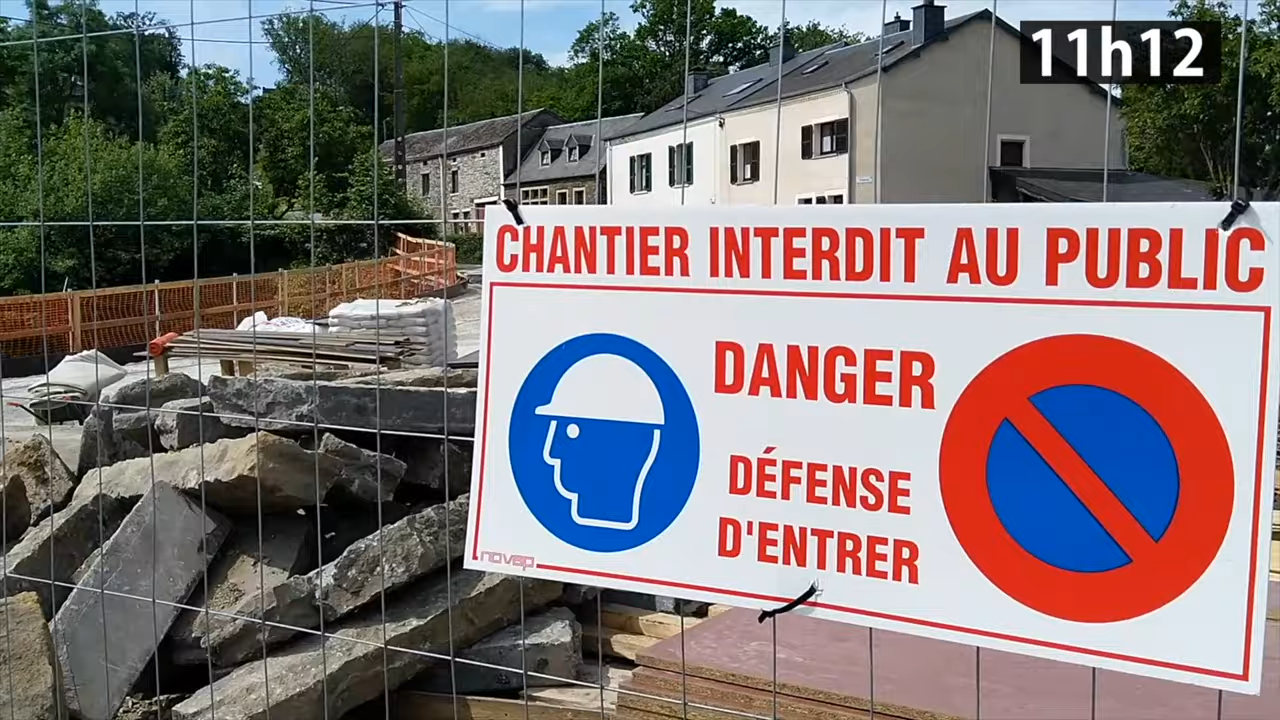 11h12
CHANTIER INTERDIT AU PUBLIC
DANGER
DÉFENSE
D'ENTRER
novap